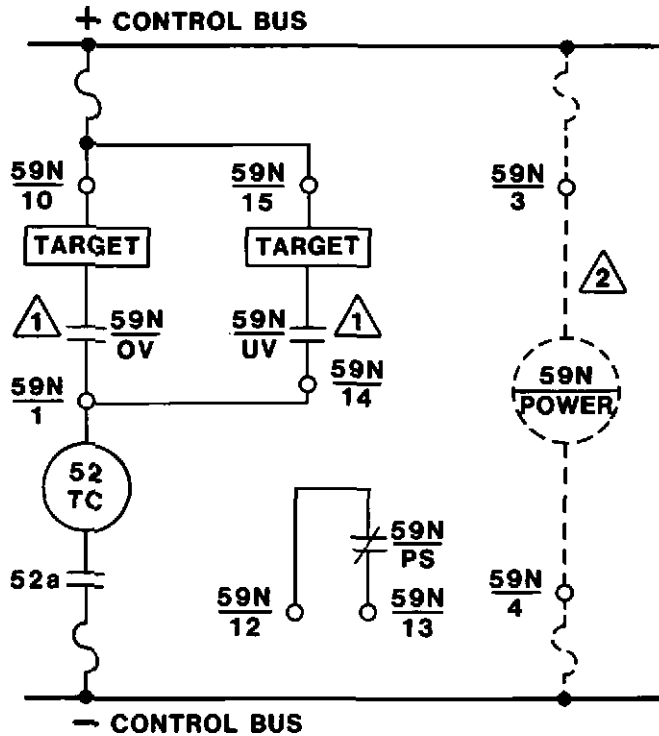 + CONTROL BUS
59N
10
59N
15
59N
3
TARGET
TARGET
2
1
59N
OV
59N
UV
1
59N
1
59N
14
59N
POWER
52
TC
59N
PS
52a
59N
12
59N
13
59N
4
- CONTROL BUS